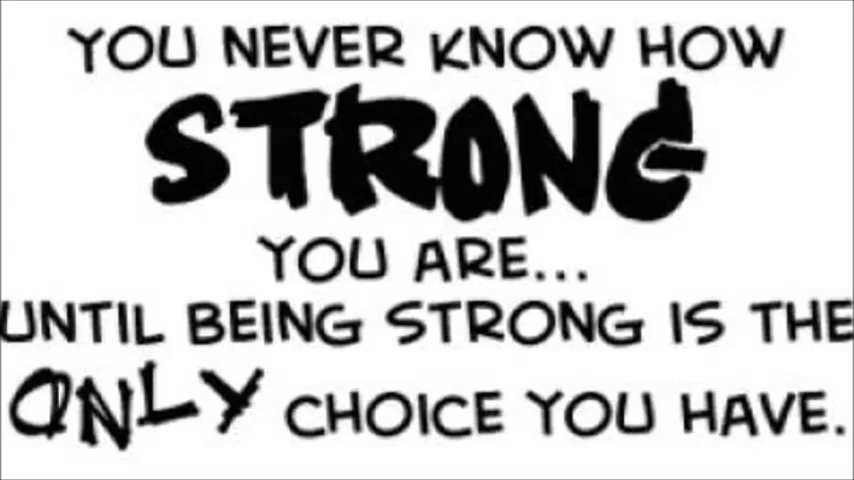 YOU NEVER KNOW HOW
STRONG
YOU ARE...
UNTIL BEING STRONG IS THE
ONLY CHOICE YOU HAVE.